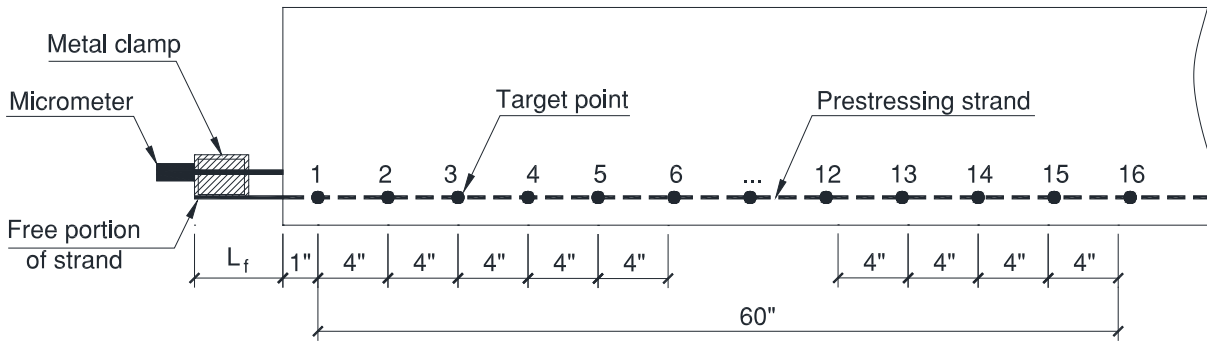 Metal clamp
Micrometer
Target point
Prestressing strand
1 2 3 4 5 6 ... 12 13 14 15 16
Free portion
of strand
L f 1" 4" 4" 4" 4" 4" 4" 4" 4" 4"
60"